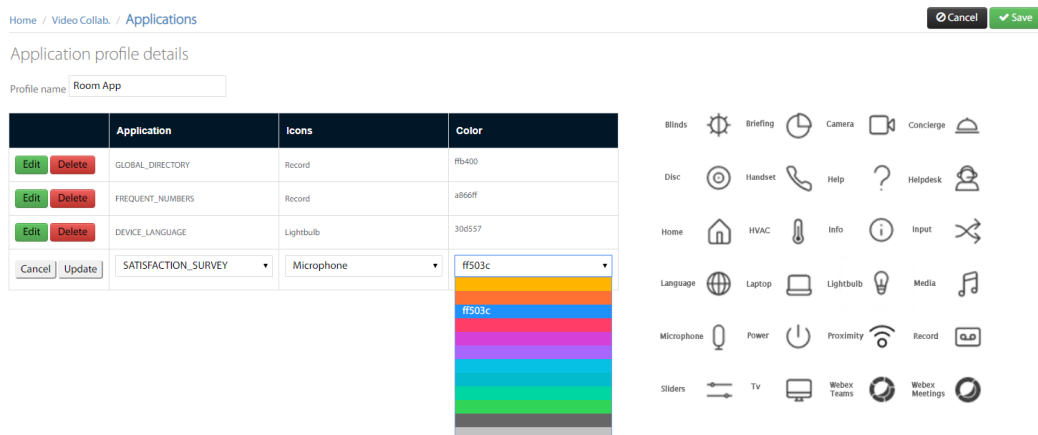 Home / Video Collab. / Applications
Cancel Save
Application profile details
Profile name Room App
Application Icons Color
Edit Delete GLOBAL_DIRECTORY Record ffb400
Edit Delete FREQUENT_NUMBERS Record a866ff
Edit Delete DEVICE_LANGUAGE Lightbulb 30d557
Cancel Update SATISFACTION_SURVEY Microphone ff503c
ff503c
Blinds Briefing Camera Concierge
Disc Handset Help Helpdesk
Home HVAC Info Input
Language Laptop Lightbulb Media
Microphone Power Proximity Record
Sliders Tv Webex Teams Webex Meetings